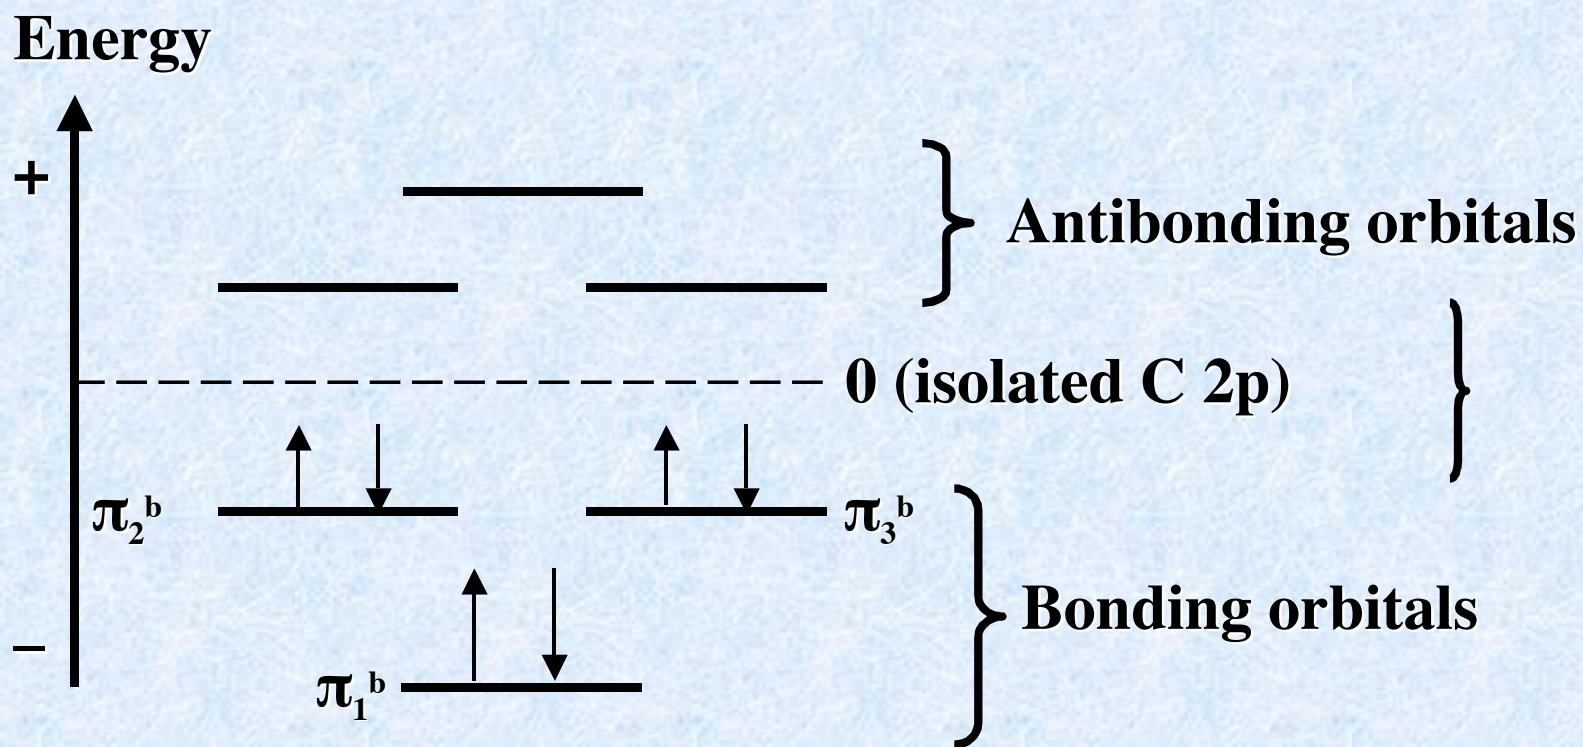 Energy
+
Antibonding orbitals
0 (isolated C 2p)
π₂ᵇ
π₃ᵇ
Bonding orbitals
–
π₁ᵇ